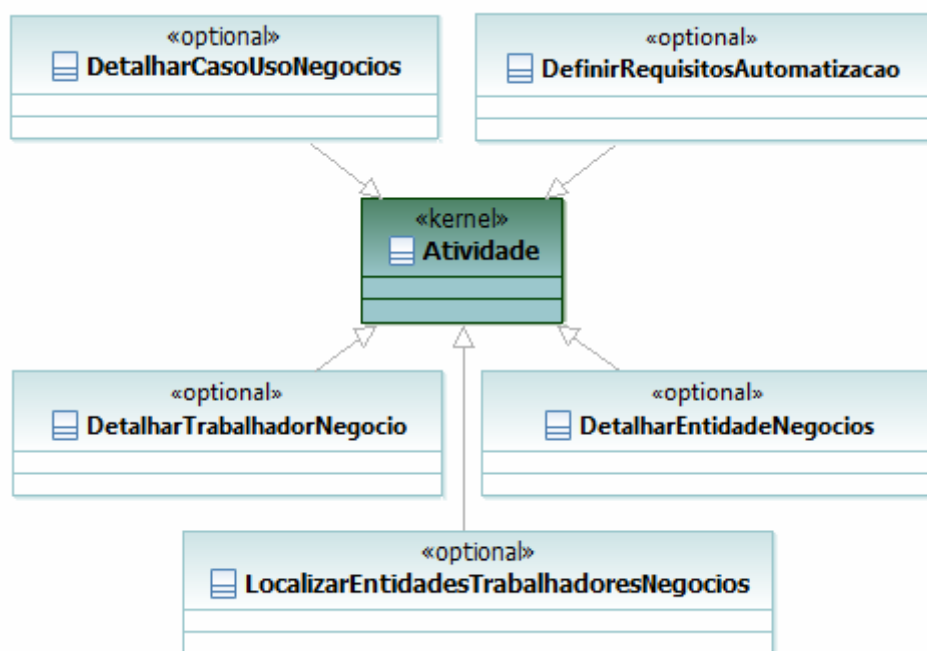 «optional»
DetalharCasoUsoNegocios
«optional»
DefinirRequisitosAutomatizacao
«kernel»
Atividade
«optional»
DetalharTrabalhadorNegocio
«optional»
DetalharEntidadeNegocios
«optional»
LocalizarEntidadesTrabalhadoresNegocios